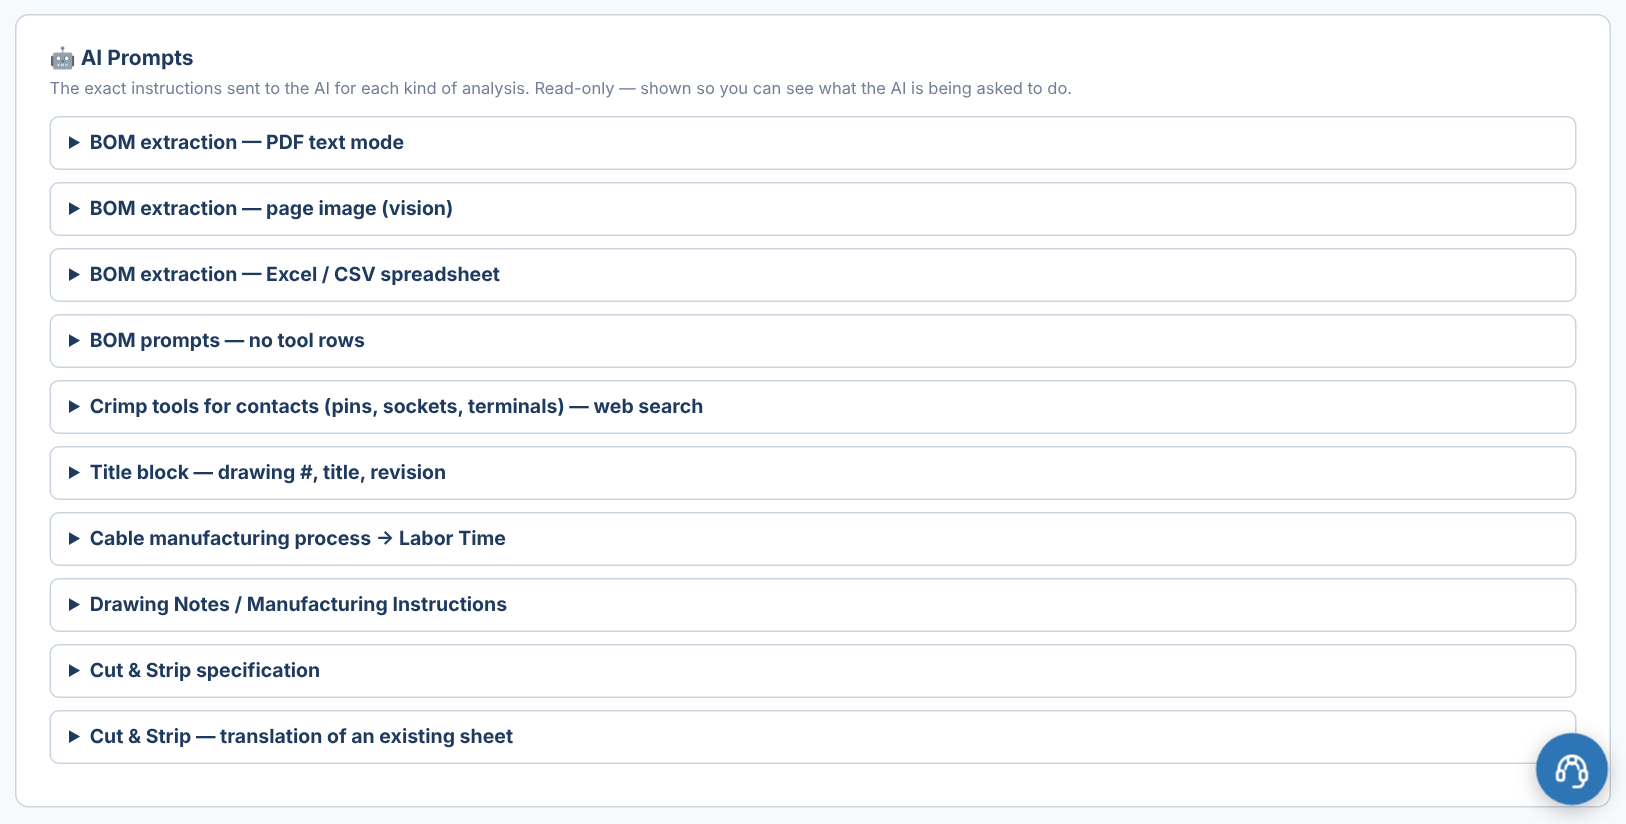 🤖 AI Prompts
The exact instructions sent to the AI for each kind of analysis. Read-only — shown so you can see what the AI is being asked to do.
▶ BOM extraction — PDF text mode
▶ BOM extraction — page image (vision)
▶ BOM extraction — Excel / CSV spreadsheet
▶ BOM prompts — no tool rows
▶ Crimp tools for contacts (pins, sockets, terminals) — web search
▶ Title block — drawing #, title, revision
▶ Cable manufacturing process → Labor Time
▶ Drawing Notes / Manufacturing Instructions
▶ Cut & Strip specification
▶ Cut & Strip — translation of an existing sheet